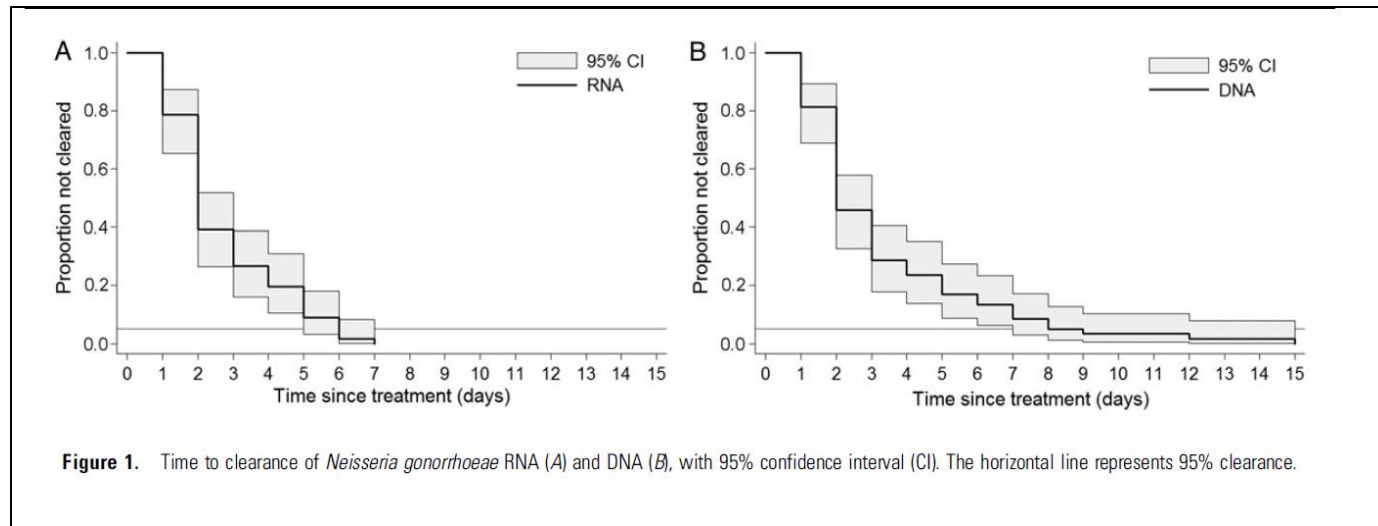 A
1.0
0.8
0.6
0.4
0.2
0.0
Proportion not cleared
95% CI
RNA
0 1 2 3 4 5 6 7 8 9 10 11 12 13 14 15
Time since treatment (days)
B
1.0
0.8
0.6
0.4
0.2
0.0
Proportion not cleared
95% CI
DNA
0 1 2 3 4 5 6 7 8 9 10 11 12 13 14 15
Time since treatment (days)
Figure 1. Time to clearance of Neisseria gonorrhoeae RNA (A) and DNA (B), with 95% confidence interval (CI). The horizontal line represents 95% clearance.